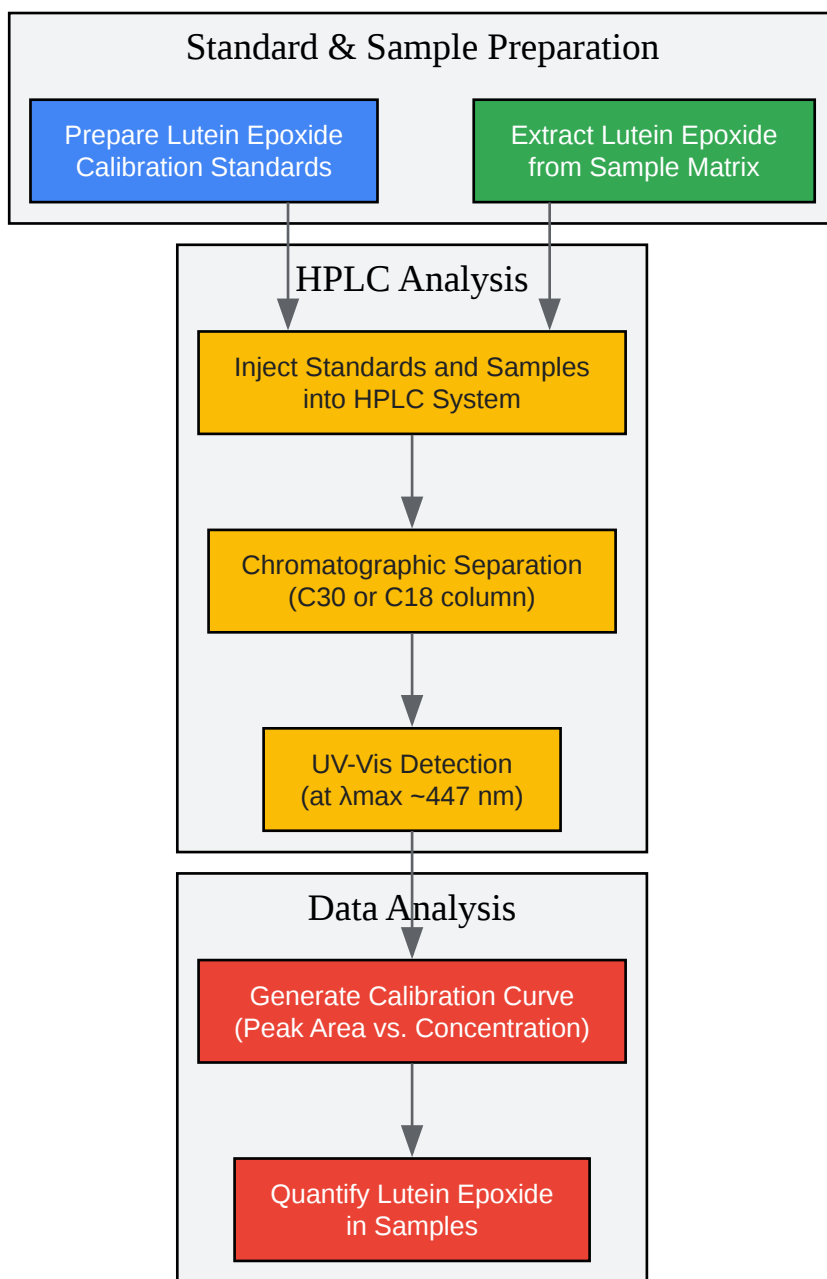 Standard & Sample Preparation
Prepare Lutein Epoxide
Calibration Standards
Extract Lutein Epoxide
from Sample Matrix
HPLC Analysis
Inject Standards and Samples
into HPLC System
Chromatographic Separation
(C30 or C18 column)
UV-Vis Detection
(at λmax ~447 nm)
Data Analysis
Generate Calibration Curve
(Peak Area vs. Concentration)
Quantify Lutein Epoxide
in Samples